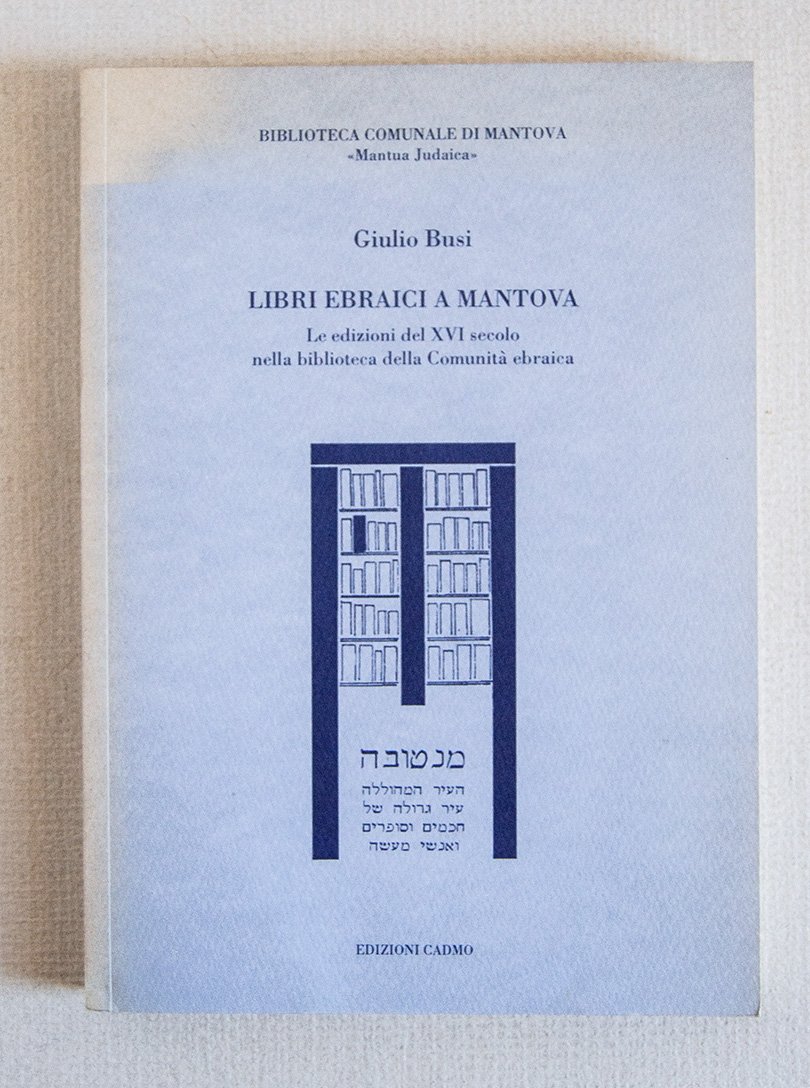 BIBLIOTECA COMUNALE DI MANTOVA
«Mantua Judaica»
Giulio Busi
LIBRI EBRAICI A MANTOVA
Le edizioni del XVI secolo
nella biblioteca della Comunità ebraica
מנטובה
העיר המהוללה
עיר גדולה של
חכמים וסופרים
ואנשי מעשה
EDIZIONI CADMO